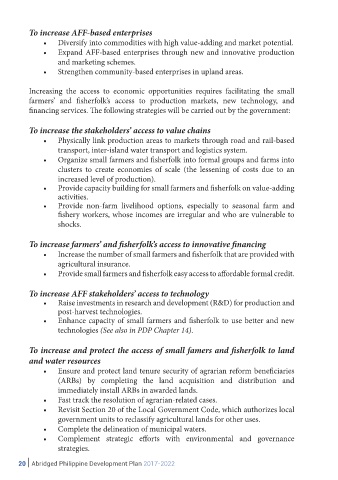 To increase AFF-based enterprises
• Diversify into commodities with high value-adding and market potential.
• Expand AFF-based enterprises through new and innovative production
and marketing schemes.
• Strengthen community-based enterprises in upland areas.
Increasing the access to economic opportunities requires facilitating the small
farmers' and fisherfolk's access to production markets, new technology, and
financing services. The following strategies will be carried out by the government:
To increase the stakeholders' access to value chains
• Physically link production areas to markets through road and rail-based
transport, inter-island water transport and logistics system.
• Organize small farmers and fisherfolk into formal groups and farms into
clusters to create economies of scale (the lessening of costs due to an
increased level of production).
• Provide capacity building for small farmers and fisherfolk on value-adding
activities.
• Provide non-farm livelihood options, especially to seasonal farm and
fishery workers, whose incomes are irregular and who are vulnerable to
shocks.
To increase farmers' and fisherfolk's access to innovative financing
• Increase the number of small farmers and fisherfolk that are provided with
agricultural insurance.
• Provide small farmers and fisherfolk easy access to affordable formal credit.
To increase AFF stakeholders' access to technology
• Raise investments in research and development (R&D) for production and
post-harvest technologies.
• Enhance capacity of small farmers and fisherfolk to use better and new
technologies (See also in PDP Chapter 14).
To increase and protect the access of small famers and fisherfolk to land
and water resources
• Ensure and protect land tenure security of agrarian reform beneficiaries
(ARBs) by completing the land acquisition and distribution and
immediately install ARBs in awarded lands.
• Fast track the resolution of agrarian-related cases.
• Revisit Section 20 of the Local Government Code, which authorizes local
government units to reclassify agricultural lands for other uses.
• Complete the delineation of municipal waters.
• Complement strategic efforts with environmental and governance
strategies.
20 | Abridged Philippine Development Plan 2017-2022